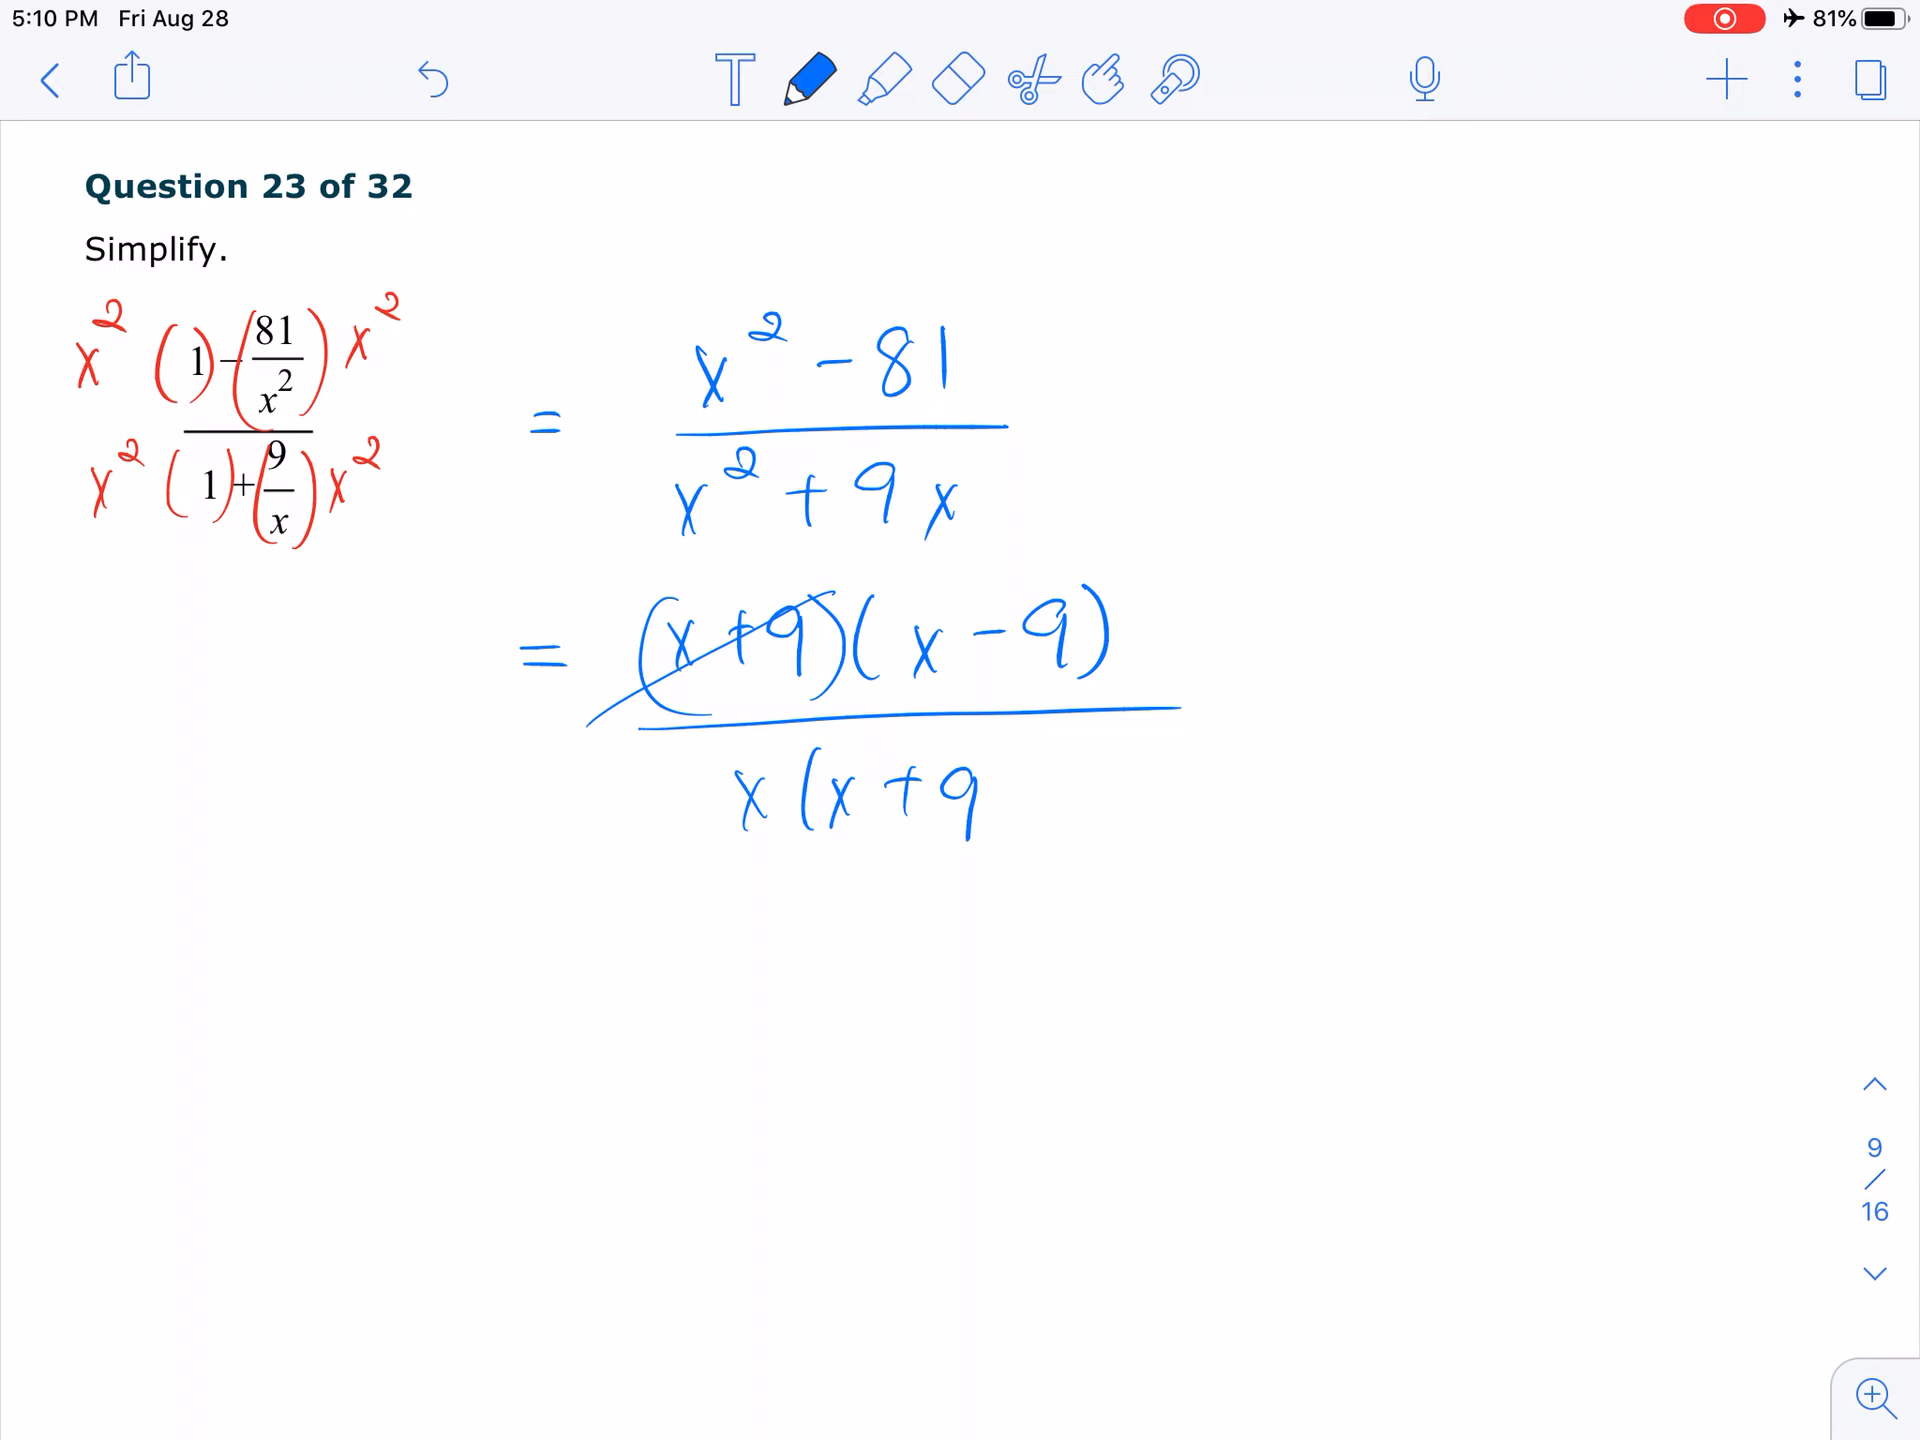 5:10 PM Fri Aug 28 81%
T
Question 23 of 32
Simplify.
x² (1) - (81/x²) x²
x² (1) + (9/x) x²
= x² - 81
x² + 9x
= (x+9)(x-9)
x(x+9
9
/
16